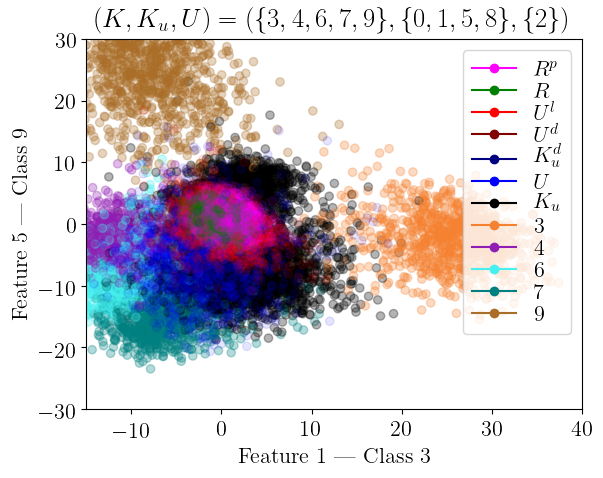 (K, K_u, U) = ({3, 4, 6, 7, 9}, {0, 1, 5, 8}, {2})
Feature 5 — Class 9
30
20
10
0
−10
−20
−30
R^p
R
U^l
U^d
K_u^d
U
K_u
3
4
6
7
9
−10
0
10
20
30
40
Feature 1 — Class 3